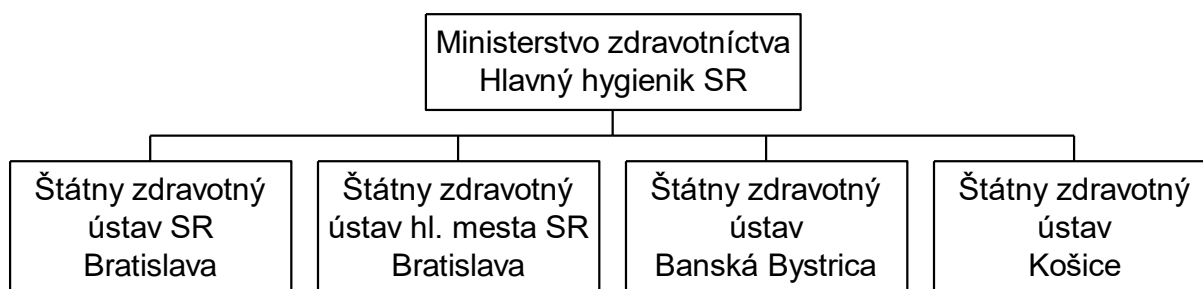 Ministerstvo zdravotníctva
Hlavný hygienik SR
Štátny zdravotný
ústav SR
Bratislava
Štátny zdravotný
ústav hl. mesta SR
Bratislava
Štátny zdravotný
ústav
Banská Bystrica
Štátny zdravotný
ústav
Košice